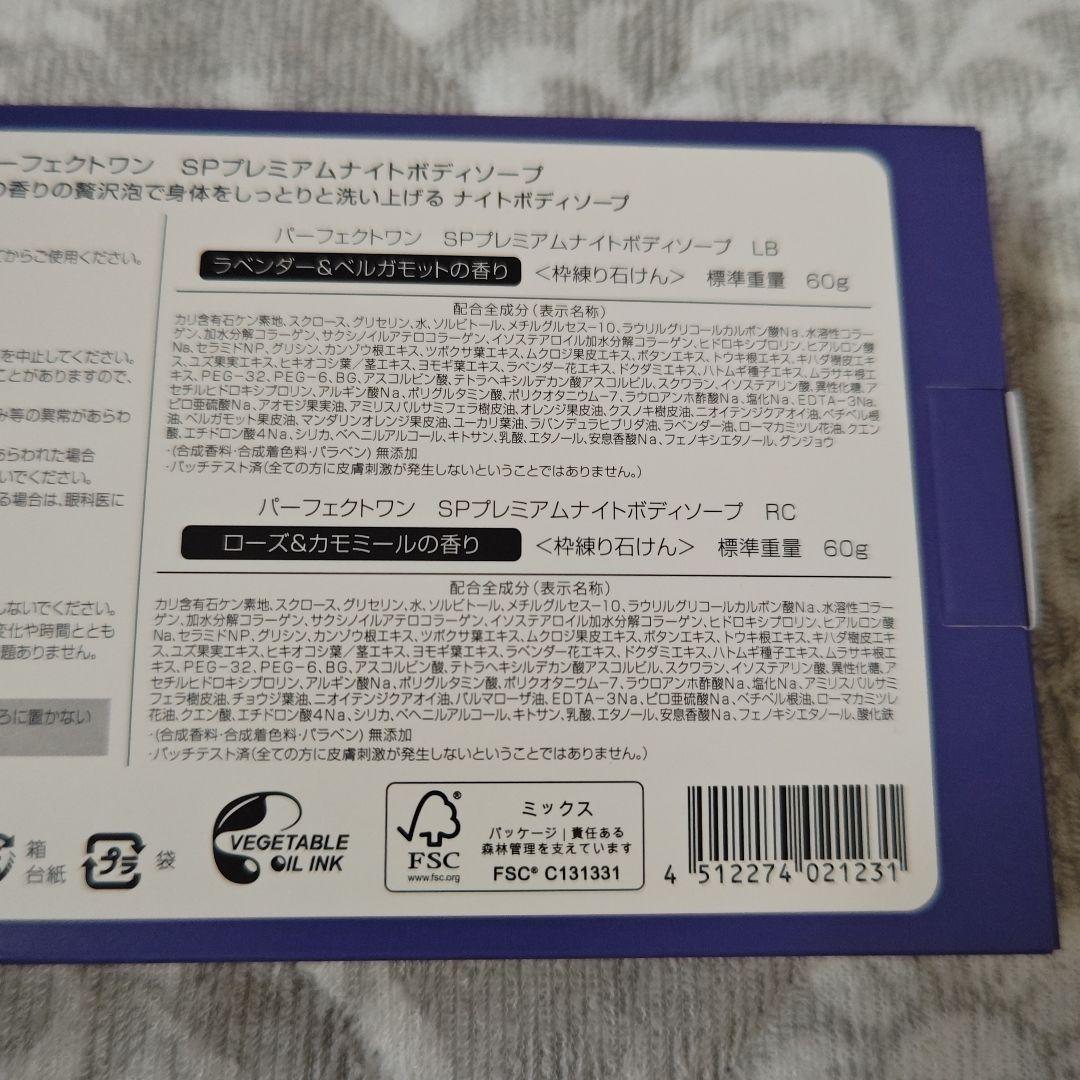 ーフェクトワン SPプレミアムナイトボディソープ
の香りの贅沢泡で身体をしっとりと洗い上げる ナイトボディソープ
てからご使用ください。
を中止してください。
ことがありますので、
み等の異常があらわ
あらわれた場合
いでください。
る場合は、眼科医に
しないでください。
変化や時間ととも
題ありません。
ろに置かない
パーフェクトワン SPプレミアムナイトボディソープ LB
ラベンダー&ベルガモットの香り <枠練り石けん> 標準重量 60g
配合全成分(表示名称)
カリ含有石ケン素地、スクロース、グリセリン、水、ソルビトール、メチルグルセス-10、ラウリルグリコールカルボン酸Na、水溶性コラー
ゲン、加水分解コラーゲン、サクシノイルアテロコラーゲン、イソステアロイル加水分解コラーゲン、ヒドロキシプロリン、ヒアルロン酸
Na、セラミドNP、グリシン、カンゾウ根エキス、ツボクサ葉エキス、ムクロジ果皮エキス、ボタンエキス、トウキ根エキス、キハダ樹皮エキ
ス、ユズ果実エキス、ヒキオコシ葉/茎エキス、ヨモギ葉エキス、ラベンダー花エキス、ドクダミエキス、ハトムギ種子エキス、ムラサキ根エ
キス、PEG-32、PEG-6、BG、アスコルビン酸、テトラヘキシルデカン酸アスコルビル、スクワラン、イソステアリン酸、異性化糖、ア
セチルヒドロキシプロリン、アルギン酸Na、ポリグルタミン酸、ポリクオタニウム-7、ラウロアンホ酢酸Na、塩化Na、EDTA-3Na、
ピロ亜硫酸Na、アオモジ果実油、アミリスバルサミフェラ樹皮油、オレンジ果皮油、クスノキ樹皮油、ニオイテンジクアオイ油、ベチベル根
油、ベルガモット果皮油、マンダリンオレンジ果皮油、ユーカリ葉油、ラバンデュラヒブリダ油、ラベンダー油、ローマカミツレ花油、クエン
酸、エチドロン酸4Na、シリカ、ベヘニルアルコール、キトサン、乳酸、エタノール、安息香酸Na、フェノキシエタノール、グンジョウ
・(合成香料・合成着色料・パラベン) 無添加
・パッチテスト済(全ての方に皮膚刺激が発生しないということではありません。)
パーフェクトワン SPプレミアムナイトボディソープ RC
ローズ&カモミールの香り <枠練り石けん> 標準重量 60g
配合全成分(表示名称)
カリ含有石ケン素地、スクロース、グリセリン、水、ソルビトール、メチルグルセス-10、ラウリルグリコールカルボン酸Na、水溶性コラー
ゲン、加水分解コラーゲン、サクシノイルアテロコラーゲン、イソステアロイル加水分解コラーゲン、ヒドロキシプロリン、ヒアルロン酸
Na、セラミドNP、グリシン、カンゾウ根エキス、ツボクサ葉エキス、ムクロジ果皮エキス、ボタンエキス、トウキ根エキス、キハダ樹皮エキ
ス、ユズ果実エキス、ヒキオコシ葉/茎エキス、ヨモギ葉エキス、ラベンダー花エキス、ドクダミエキス、ハトムギ種子エキス、ムラサキ根エ
キス、PEG-32、PEG-6、BG、アスコルビン酸、テトラヘキシルデカン酸アスコルビル、スクワラン、イソステアリン酸、異性化糖、ア
セチルヒドロキシプロリン、アルギン酸Na、ポリグルタミン酸、ポリクオタニウム-7、ラウロアンホ酢酸Na、塩化Na、アミリスバルサミ
フェラ樹皮油、チョウジ葉油、ニオイテンジクアオイ油、パルマローザ油、EDTA-3Na、ピロ亜硫酸Na、ベチベル根油、ローマカミツレ
花油、クエン酸、エチドロン酸4Na、シリカ、ベヘニルアルコール、キトサン、乳酸、エタノール、安息香酸Na、フェノキシエタノール、酸化鉄
・(合成香料・合成着色料・パラベン) 無添加
・パッチテスト済(全ての方に皮膚刺激が発生しないということではありません。)
箱
台紙
プラ 袋
VEGETABLE
OIL INK
FSC®
www.fsc.org
ミックス
パッケージ|責任ある
森林管理を支えています
FSC® C131331
4 512274 021231